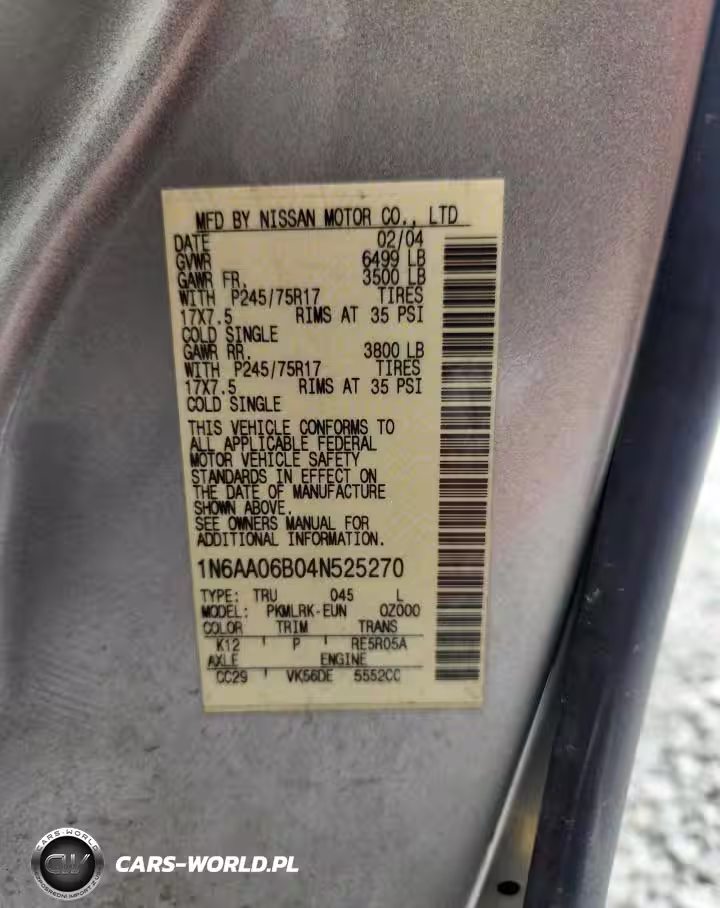 MFD BY NISSAN MOTOR CO., LTD
DATE 02/04
GVWR 6499 LB
GAWR FR. 3500 LB
WITH P245/75R17 TIRES
17X7.5 RIMS AT 35 PSI
COLD SINGLE
GAWR RR. 3800 LB
WITH P245/75R17 TIRES
17X7.5 RIMS AT 35 PSI
COLD SINGLE
THIS VEHICLE CONFORMS TO
ALL APPLICABLE FEDERAL
MOTOR VEHICLE SAFETY
STANDARDS IN EFFECT ON
THE DATE OF MANUFACTURE
SHOWN ABOVE.
SEE OWNERS MANUAL FOR
ADDITIONAL INFORMATION.
1N6AA06B04N525270
TYPE: TRU 045 L
MODEL: PKMLRK-EUN 0Z000
COLOR TRIM TRANS
K12 ' P ' RE5R05A
AXLE ENGINE
CC29 ' VK56DE 5552CC
CARS-WORLD
CW
CARS-WORLD.PL